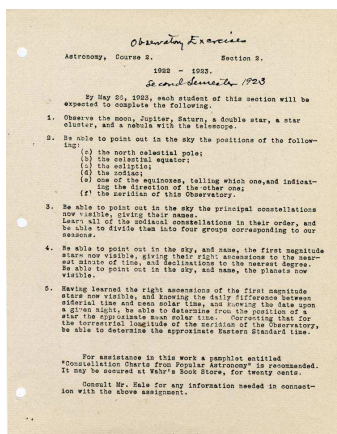 Observatory Exercises
Astronomy, Course 2. Section 2.
1922 - 1923.
Second Semester 1923
By May 26, 1923, each student of this section will be
expected to complete the following.
1. Observe the moon, Jupiter, Saturn, a double star, a star
cluster, and a nebula with the telescope.
2. Be able to point out in the sky the positions of the follow-
ing:
(a) the north celestial pole;
(b) the celestial equator;
(c) the ecliptic;
(d) the zodiac;
(e) one of the equinoxes, telling which one,and indicat-
ing the direction of the other one;
(f) the meridian of this Observatory.
3. Be able to point out in the sky the principal constellations
now visible, giving their names.
Learn all of the zodiacal constellations in their order, and
be able to divide them into four groups corresponding to our
seasons.
4. Be able to point out in the sky, and name, the first magnitude
stars now visible, giving their right ascensions to the near-
est minute of time, and declinations to the nearest degree.
Be able to point out in the sky, and name, the planets now
visible.
5. Having learned the right ascensions of the first magnitude
stars now visible, and knowing the daily difference between
siderial time and mean solar time, and knowing the date upon
a given night, be able to determine from the position of a
star the approximate mean solar time. Correcting that for
the terrestrial longitude of the meridian of the Observatory,
be able to determine the approximate Eastern Standard time.
For assistance in this work a pamphlet entitled
"Constellation Charts from Popular Astronomy" is recommended.
It may be secured at Wahr's Book Store, for twenty cents.
Consult Mr. Hale for any information needed in connect-
ion with the above assignment.